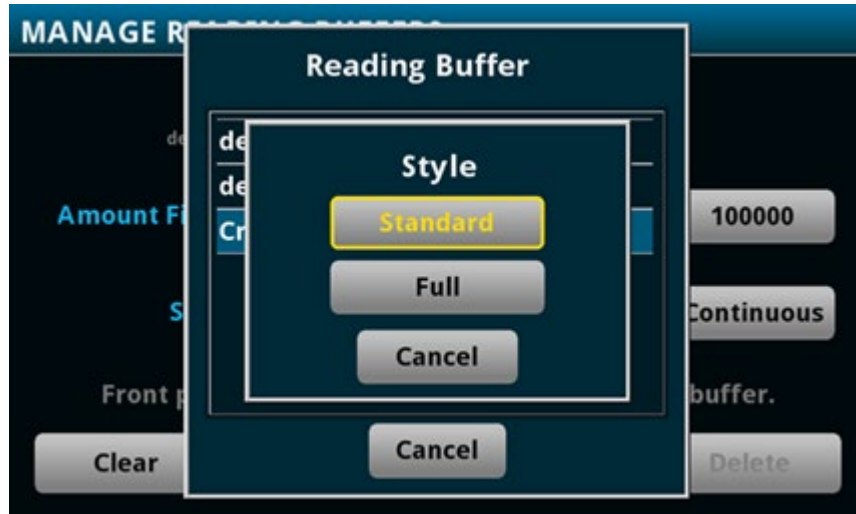 MANAGE R
Reading Buffer
de
de
Style
de
Standard
Amount Fi
Cr
100000
Full
S
Continuous
Cancel
Front p
buffer.
Cancel
Clear
Delete